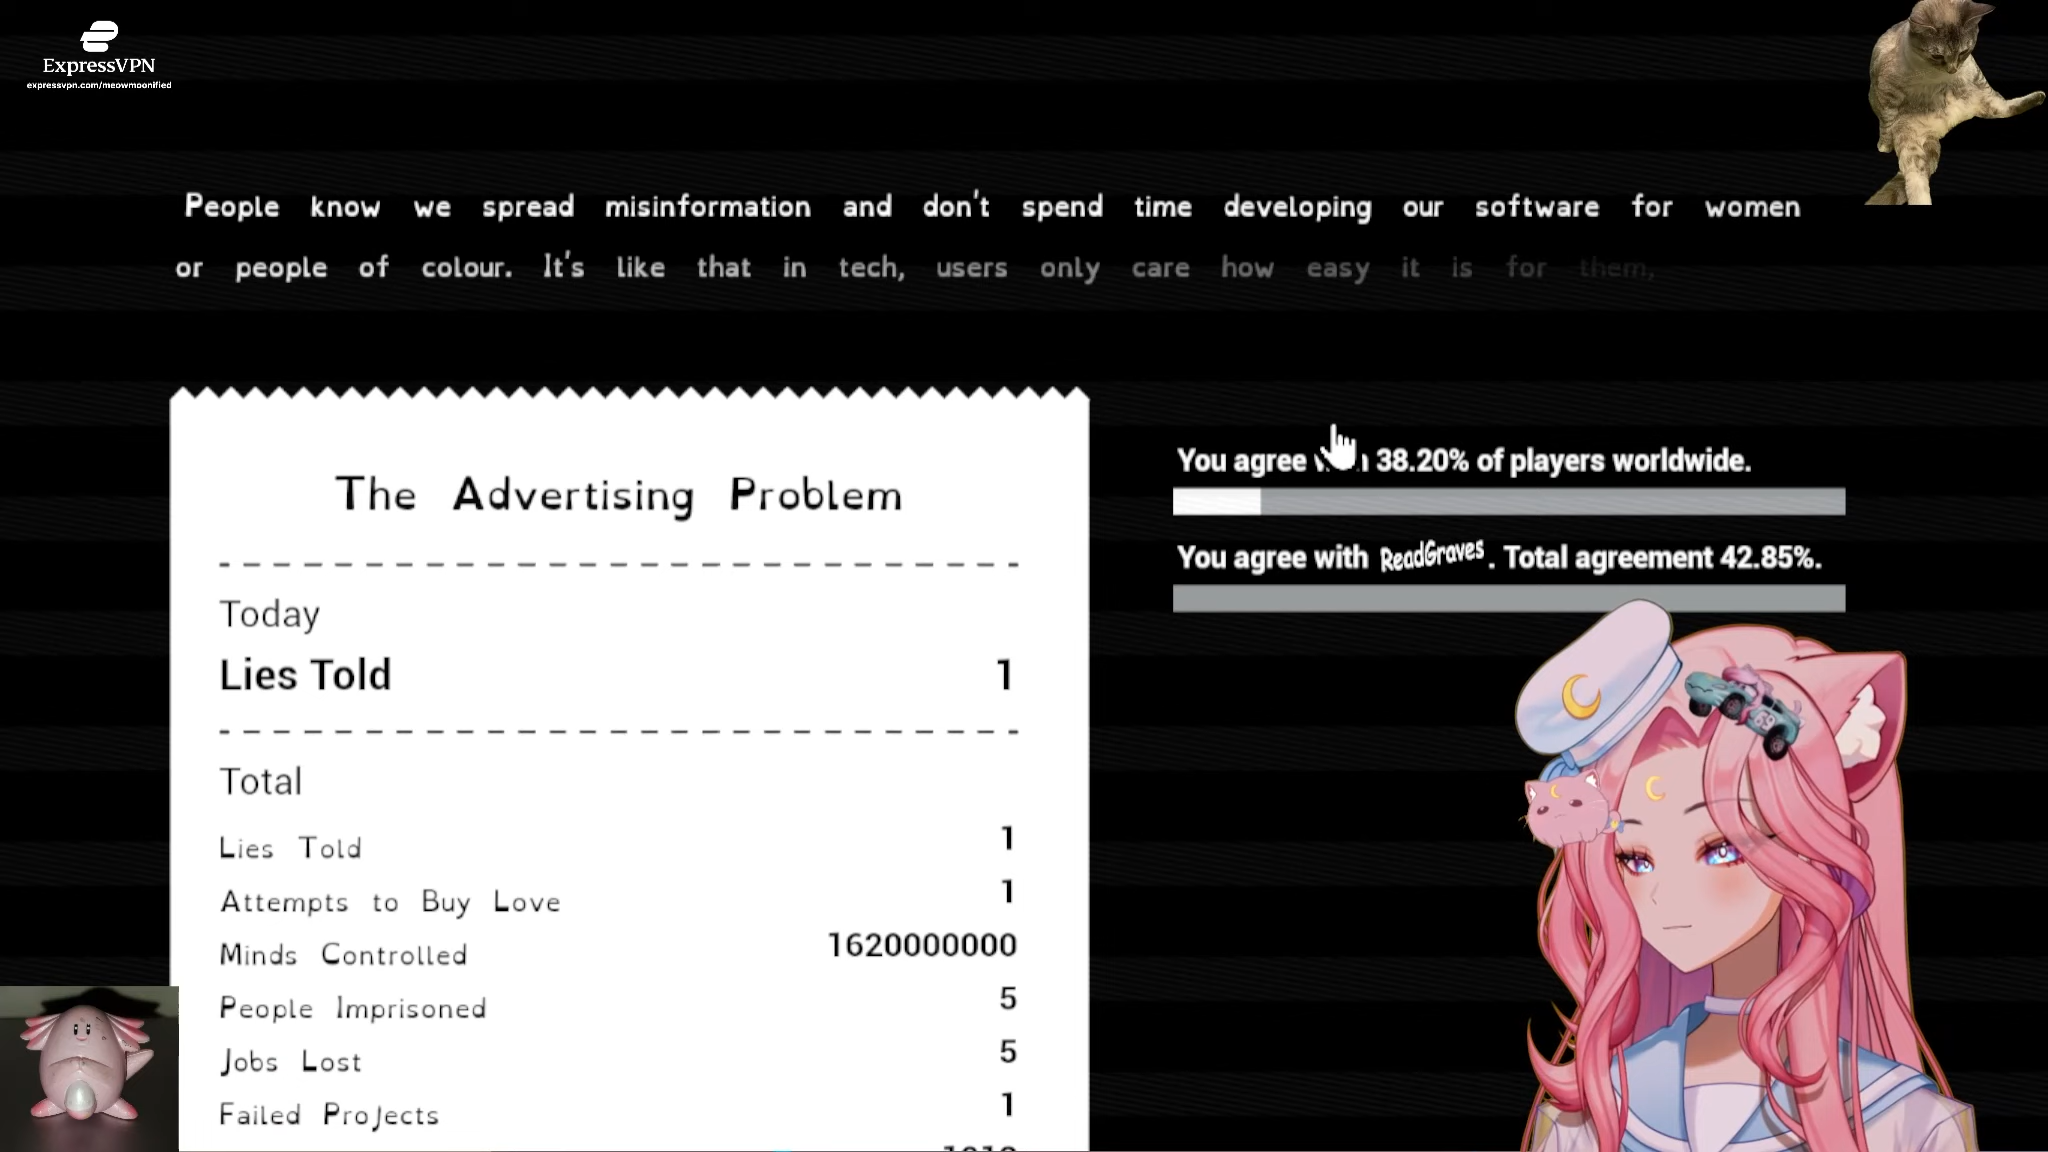 ExpressVPN
expressvpn.com/meowmoonified
People know we spread misinformation and don't spend time developing our software for women
or people of colour. It's like that in tech, users only care how easy it is for them,
The Advertising Problem
Today
Lies Told 1
Total
Lies Told 1
Attempts to Buy Love 1
Minds Controlled 1620000000
People Imprisoned 5
Jobs Lost 5
Failed Projects 1
You agree 38.20% of players worldwide.
You agree with ReadGraves. Total agreement 42.85%.
69